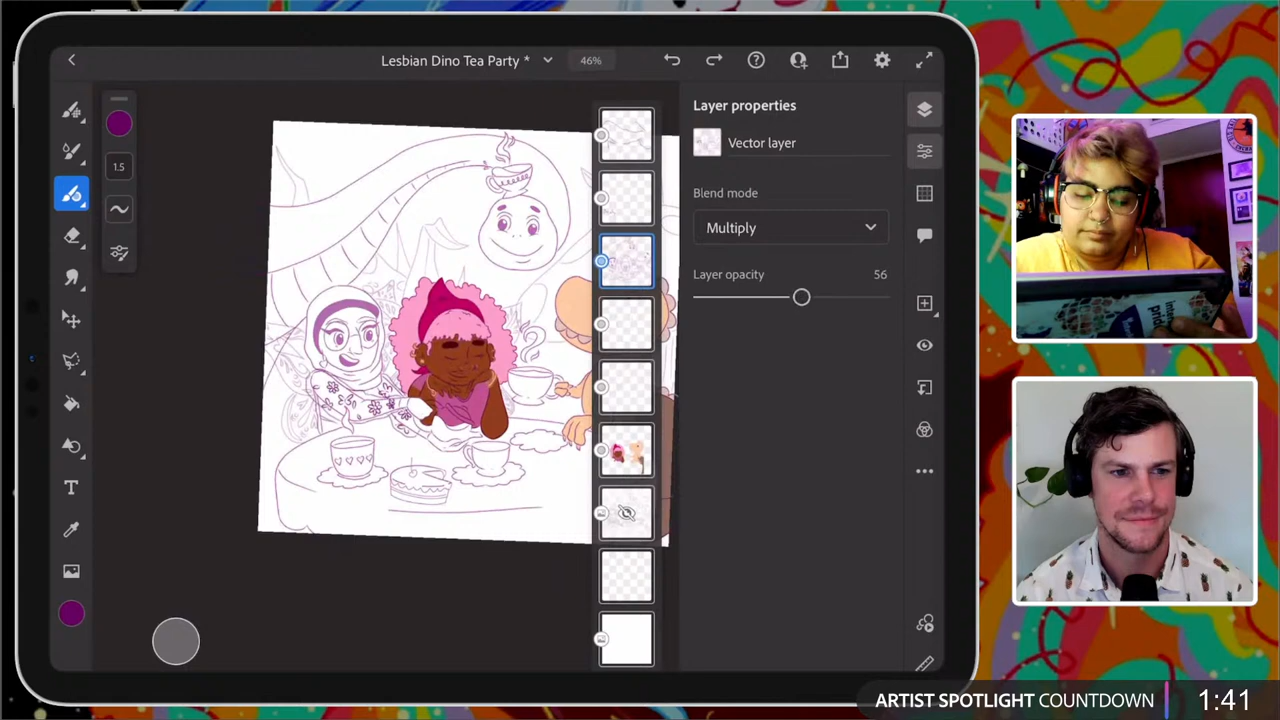 Lesbian Dino Tea Party *
46%
1.5
T
Layer properties
Vector layer
Blend mode
Multiply
Layer opacity
56
ARTIST SPOTLIGHT COUNTDOWN
1:41